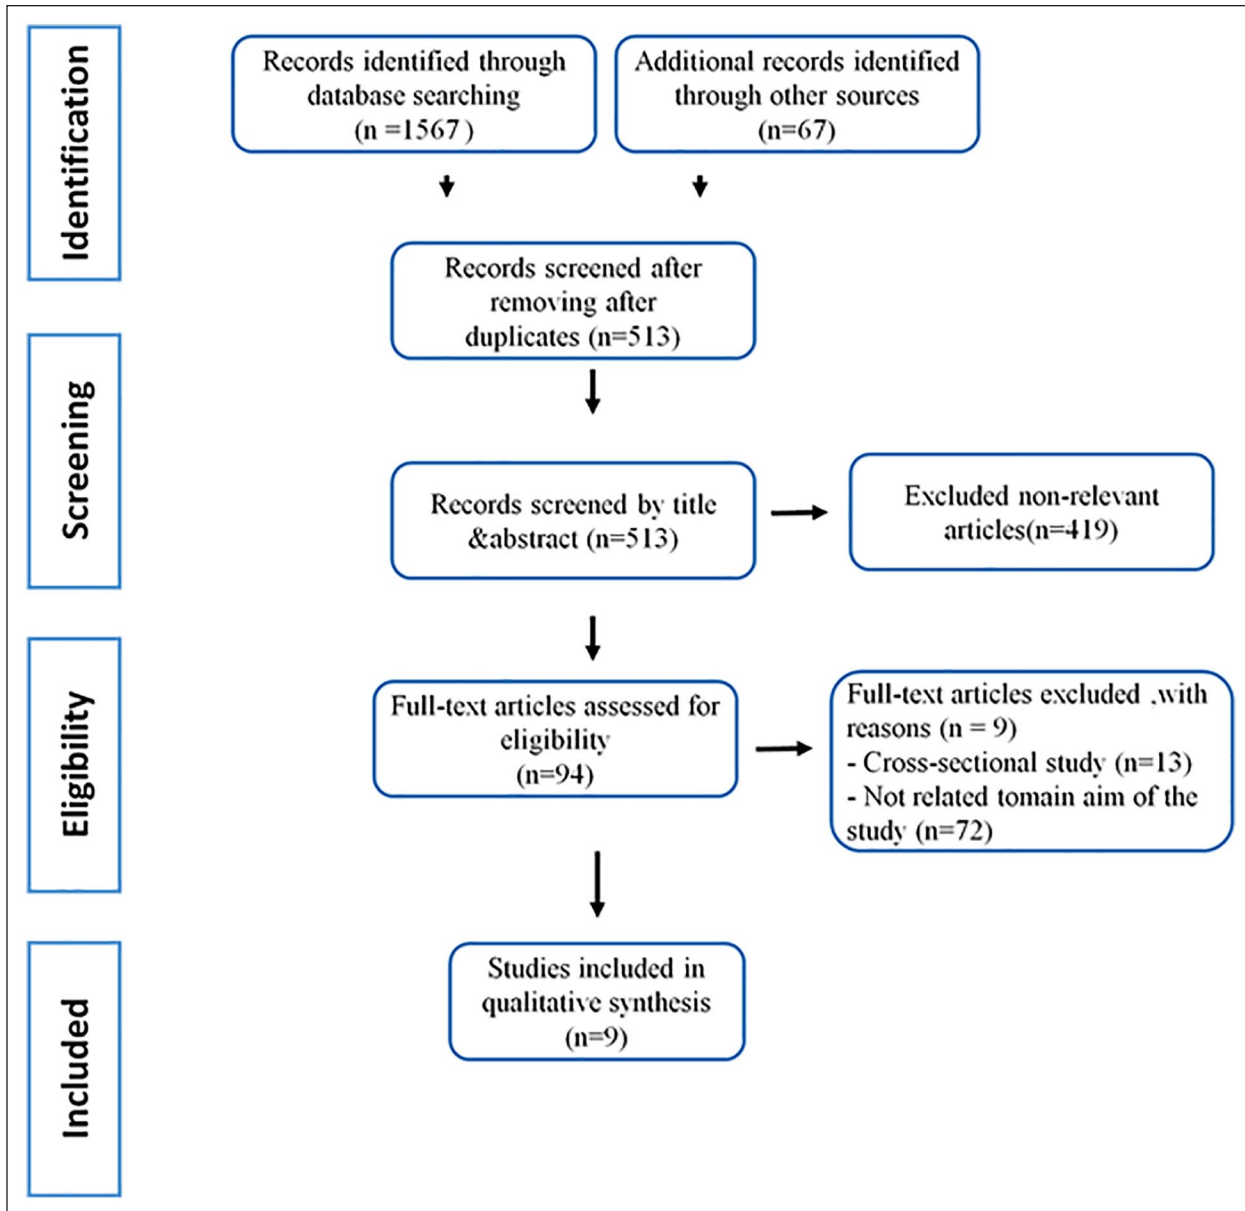 Identification
Records identified through
database searching
(n =1567 )
Additional records identified
through other sources
(n=67)
Records screened after
removing after
duplicates (n=513)
Screening
Records screened by title
&abstract (n=513)
Excluded non-relevant
articles(n=419)
Eligibility
Full-text articles assessed for
eligibility
(n=94)
Full-text articles excluded ,with
reasons (n = 9)
- Cross-sectional study (n=13)
- Not related tomain aim of the
study (n=72)
Included
Studies included in
qualitative synthesis
(n=9)